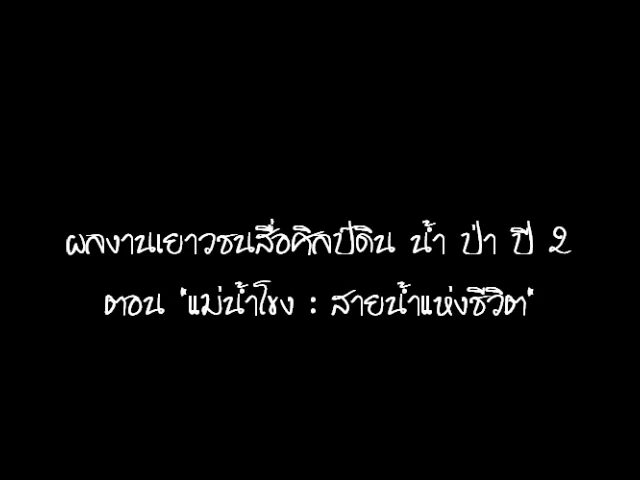 ผลงานเยาวชนสื่อศิลป์ดิน น้ำ ป่า ปี 2
ตอน "แม่น้ำโขง : สายน้ำแห่งชีวิต"